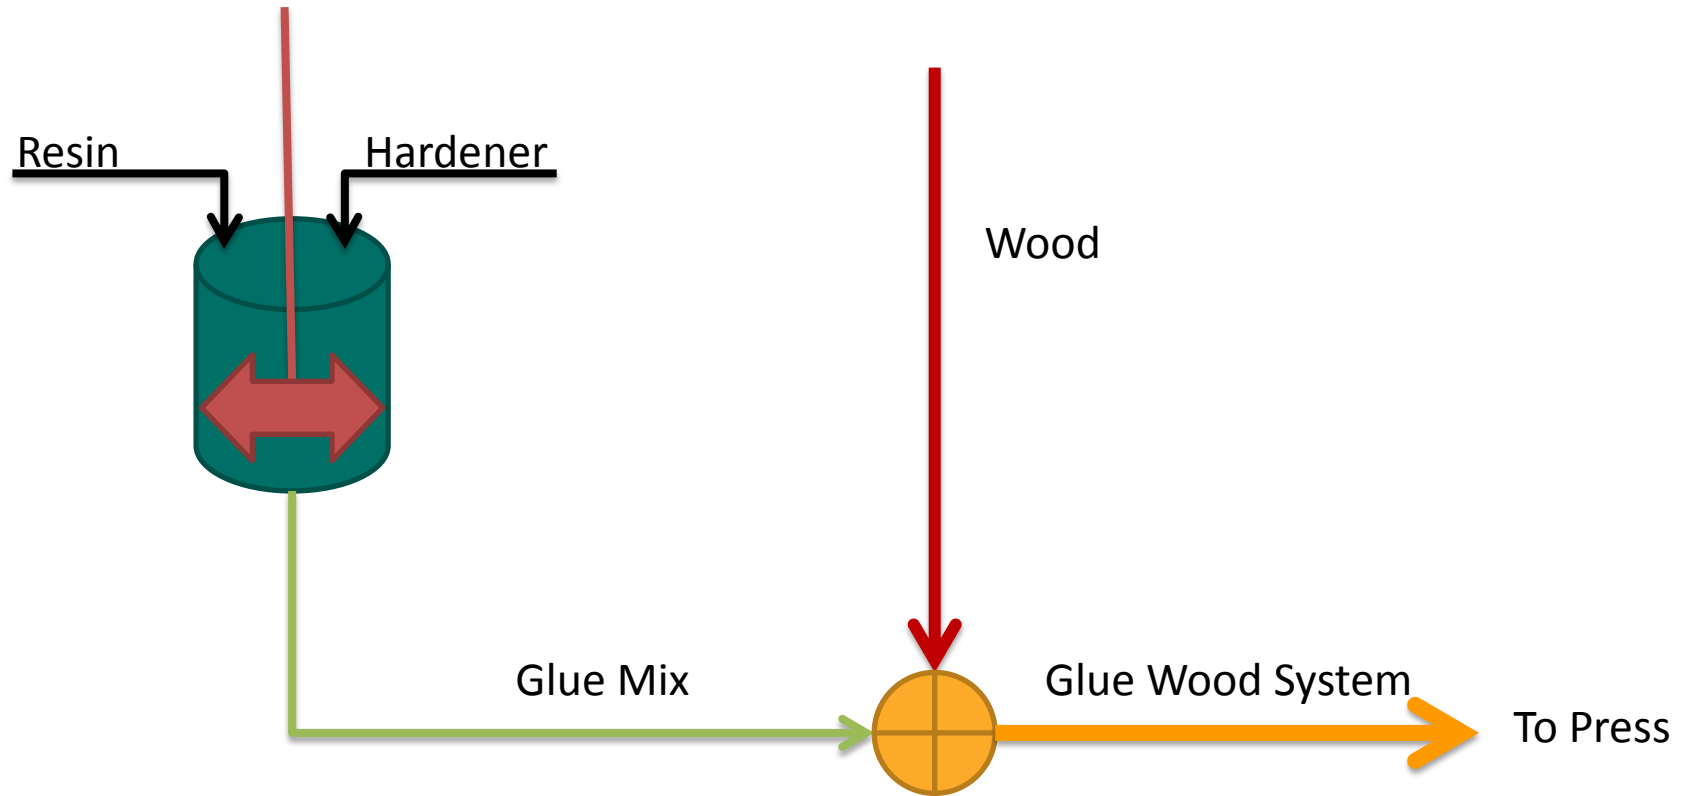 Resin
Hardener
Wood
Glue Mix
Glue Wood System
To Press